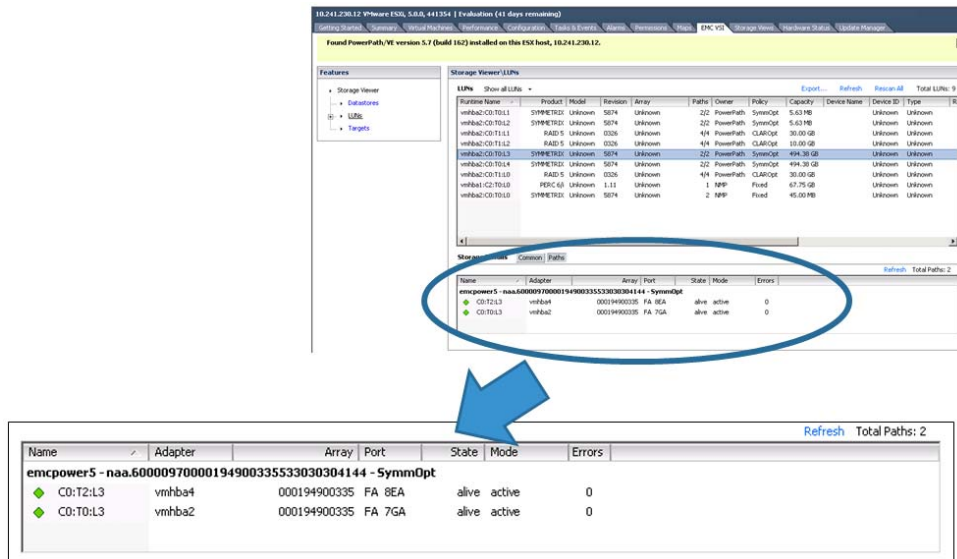 10.241.230.12 VMware ESXi, 5.0.0, 441354 | Evaluation (41 days remaining)
Getting Started Summary Virtual Machines Performance Configuration Tasks & Events Alarms Permissions Maps EMC VSI Storage Views Hardware Status Update Manager
Found PowerPath/VE version 5.7 (build 162) installed on this ESX host, 10.241.230.12.
Features
Storage Viewer
Datastores
LUNs
Targets
Storage Viewer\LUNs
LUNs Show all LUNs Export... Refresh Rescan All Total LUNs: 9
Runtime Name Product Model Revision Array Paths Owner Policy Capacity Device Name Device ID Type R
vmhba2:C0:T0:L1 SYMMETRIX Unknown 5874 Unknown 2/2 PowerPath SymmOpt 5.63 MB Unknown Unknown
vmhba2:C0:T0:L2 SYMMETRIX Unknown 5874 Unknown 2/2 PowerPath SymmOpt 5.63 MB Unknown Unknown
vmhba2:C0:T1:L1 RAID 5 Unknown 0326 Unknown 4/4 PowerPath CLAROpt 30.00 GB Unknown Unknown
vmhba2:C0:T1:L2 RAID 5 Unknown 0326 Unknown 4/4 PowerPath CLAROpt 10.00 GB Unknown Unknown
vmhba2:C0:T0:L3 SYMMETRIX Unknown 5874 Unknown 2/2 PowerPath SymmOpt 494.38 GB Unknown Unknown
vmhba2:C0:T0:L4 SYMMETRIX Unknown 5874 Unknown 2/2 PowerPath SymmOpt 494.38 GB Unknown Unknown
vmhba2:C0:T1:L0 RAID 5 Unknown 0326 Unknown 4/4 PowerPath CLAROpt 30.00 GB Unknown Unknown
vmhba1:C2:T0:L0 PERC 6/i Unknown 1.11 Unknown 1 NMP Fixed 67.75 GB Unknown Unknown
vmhba2:C0:T0:L0 SYMMETRIX Unknown 5874 Unknown 2 NMP Fixed 45.00 MB Unknown Unknown
Common Paths
Refresh Total Paths: 2
Name Adapter Array Port State Mode Errors
emcpower5 - naa.60000970000194900335533030304144 - SymmOpt
C0:T2:L3 vmhba4 000194900335 FA 8EA alive active 0
C0:T0:L3 vmhba2 000194900335 FA 7GA alive active 0
Refresh Total Paths: 2
Name Adapter Array Port State Mode Errors
emcpower5 - naa.60000970000194900335533030304144 - SymmOpt
C0:T2:L3 vmhba4 000194900335 FA 8EA alive active 0
C0:T0:L3 vmhba2 000194900335 FA 7GA alive active 0